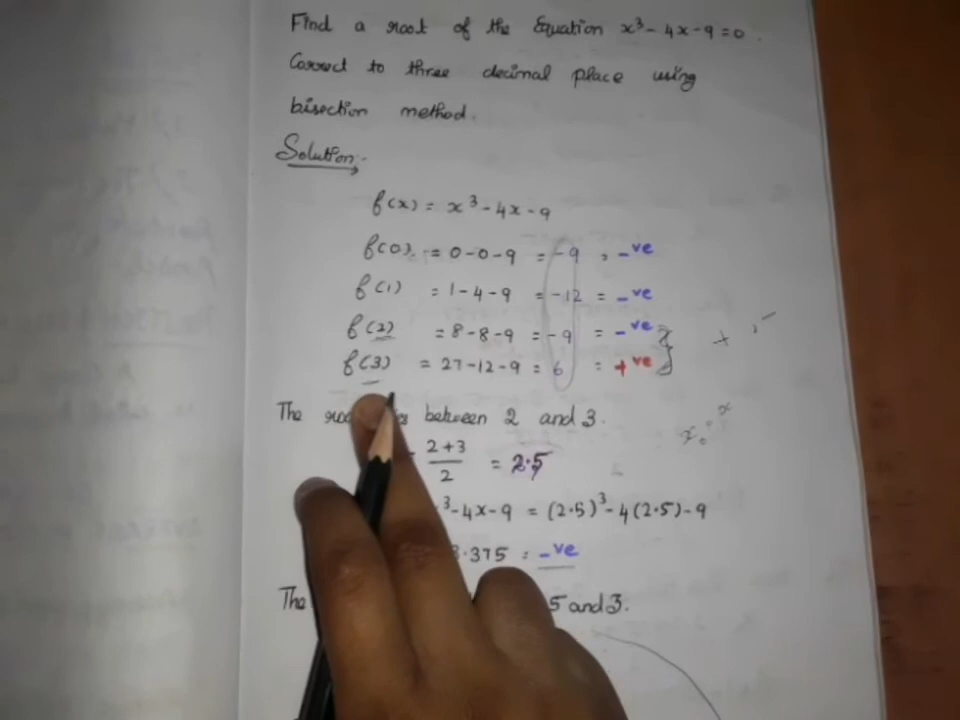 Find a root of the Equation x³-4x-9=0.
Correct to three decimal place using
bisection method.
Solution:-
f(x) = x³-4x-9
f(0) = 0-0-9 = -9, -ve
f(1) = 1-4-9 = -12 = -ve
f(2) = 8-8-9 = -9 = -ve
f(3) = 27-12-9 = 6 = +ve
+ , -
The between 2 and 3.
2+3
2
= 2.5
³-4x-9 = (2.5)³-4(2.5)-9
3.375 = -ve
The 5 and 3.